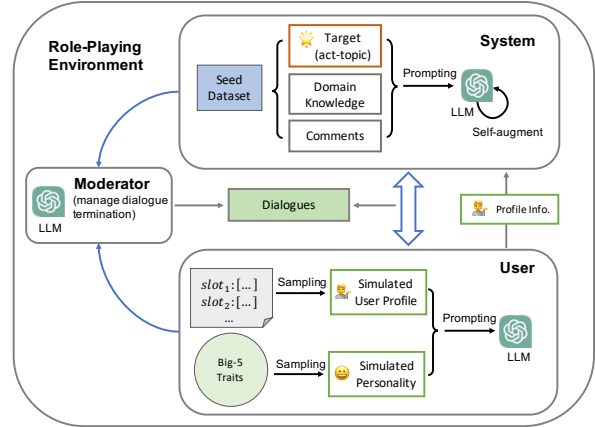 Role-Playing
Environment
System
Seed
Dataset
Target
(act-topic)
Domain
Knowledge
Comments
Prompting
LLM
Self-augment
Moderator
(manage dialogue
termination)
LLM
Dialogues
Profile Info.
User
slot₁:[...]
slot₂:[...]
...
Sampling
Simulated
User Profile
Prompting
LLM
Big-5
Traits
Sampling
Simulated
Personality